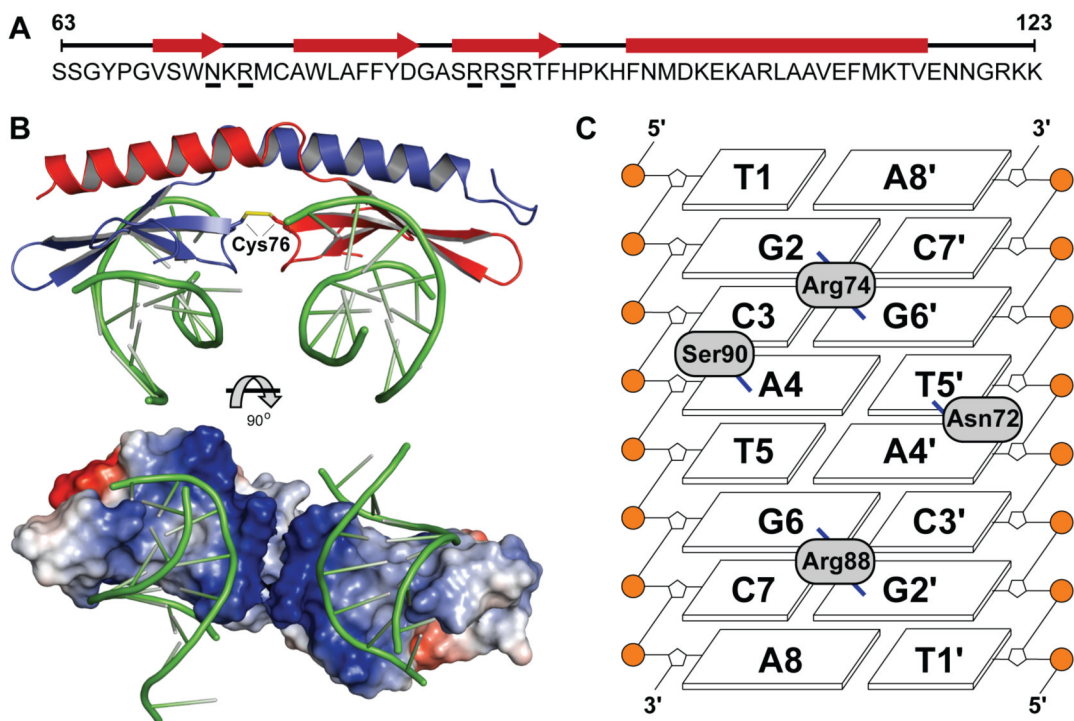 A
63 123
SSGYPGVSWNKRMCAWLAFFYDGASRRSRTFHPKHFNMDKEKARLAAVEFMKTVENNGRKK
B
Cys76
90°
C
5' 3'
T1 A8'
G2 C7'
Arg74
C3 G6'
Ser90
A4 T5'
Asn72
T5 A4'
G6 C3'
Arg88
C7 G2'
A8 T1'
3' 5'